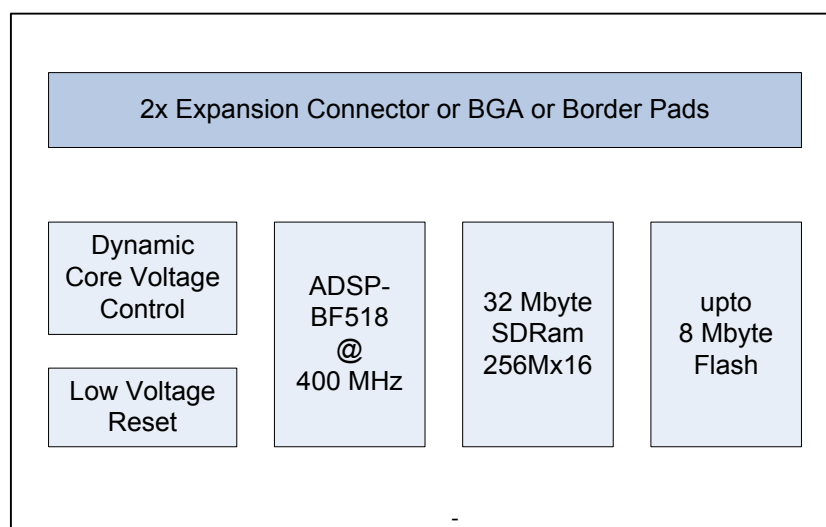 2x Expansion Connector or BGA or Border Pads
Dynamic
Core Voltage
Control
Low Voltage
Reset
ADSP-
BF518
@
400 MHz
32 Mbyte
SDRam
256Mx16
upto
8 Mbyte
Flash
-